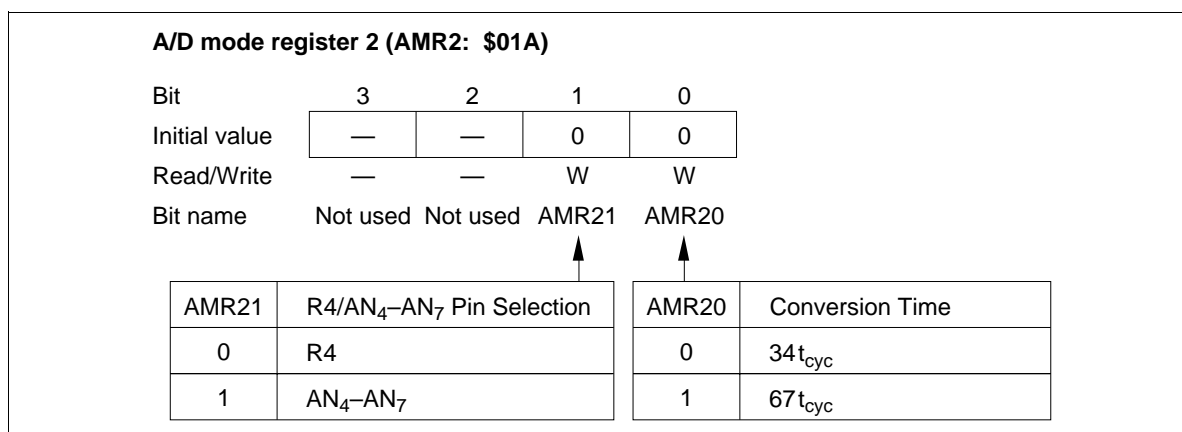 A/D mode register 2 (AMR2: $01A)
Bit 3 2 1 0
Initial value — — 0 0
Read/Write — — W W
Bit name Not used Not used AMR21 AMR20
AMR21 R4/AN₄–AN₇ Pin Selection AMR20 Conversion Time
0 R4 0 34t_cyc
1 AN₄–AN₇ 1 67t_cyc